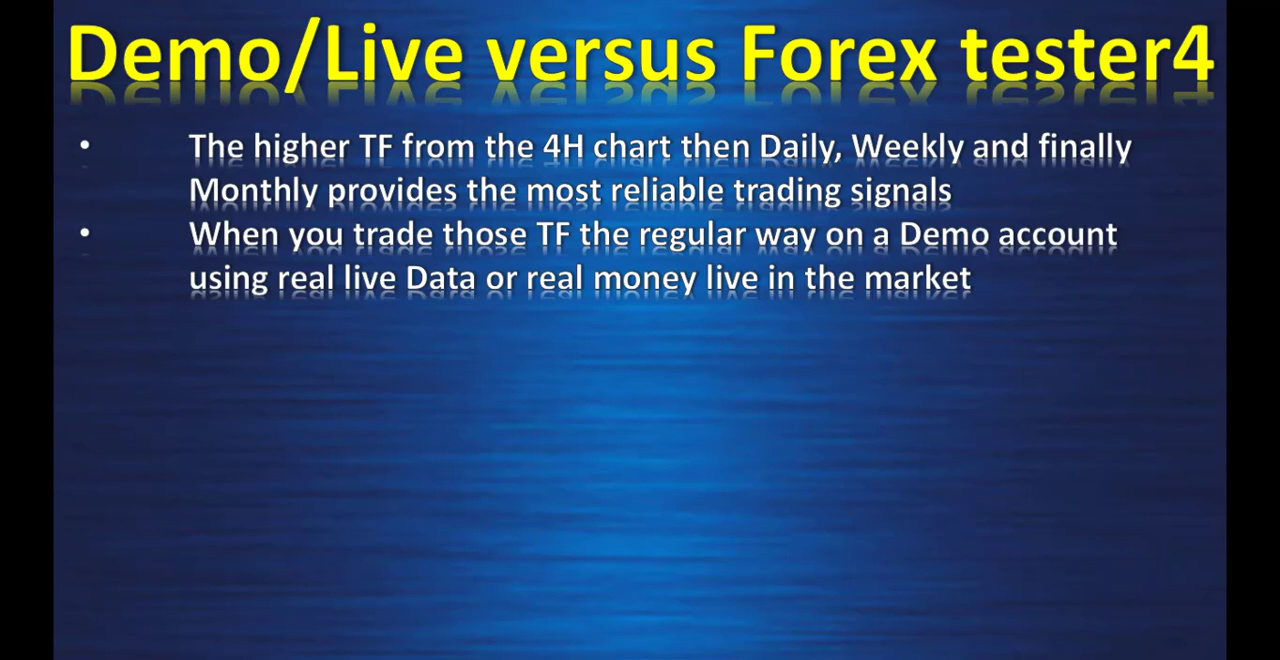 Demo/Live versus Forex tester4
• The higher TF from the 4H chart then Daily, Weekly and finally
Monthly provides the most reliable trading signals
• When you trade those TF the regular way on a Demo account
using real live Data or real money live in the market